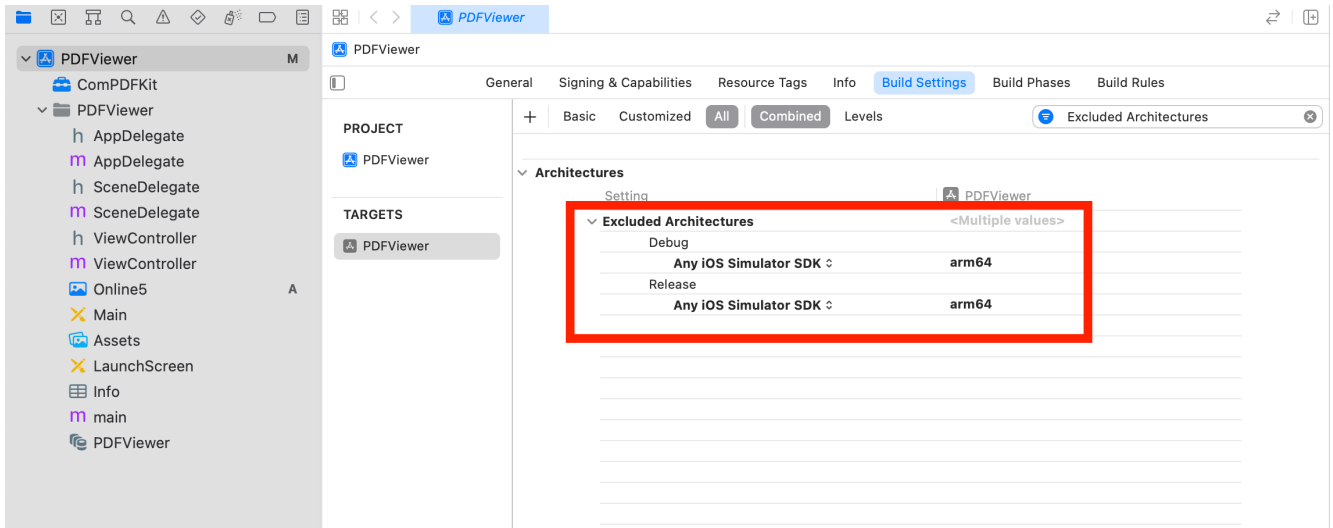 PDFViewer
PDFViewer M
ComPDFKit
PDFViewer
h AppDelegate
m AppDelegate
h SceneDelegate
m SceneDelegate
h ViewController
m ViewController
Online5 A
Main
Assets
LaunchScreen
Info
m main
PDFViewer
PDFViewer
General Signing & Capabilities Resource Tags Info Build Settings Build Phases Build Rules
PROJECT
PDFViewer
TARGETS
PDFViewer
+ Basic Customized All Combined Levels Excluded Architectures
Architectures
Setting PDFViewer
Excluded Architectures <Multiple values>
Debug
Any iOS Simulator SDK arm64
Release
Any iOS Simulator SDK arm64